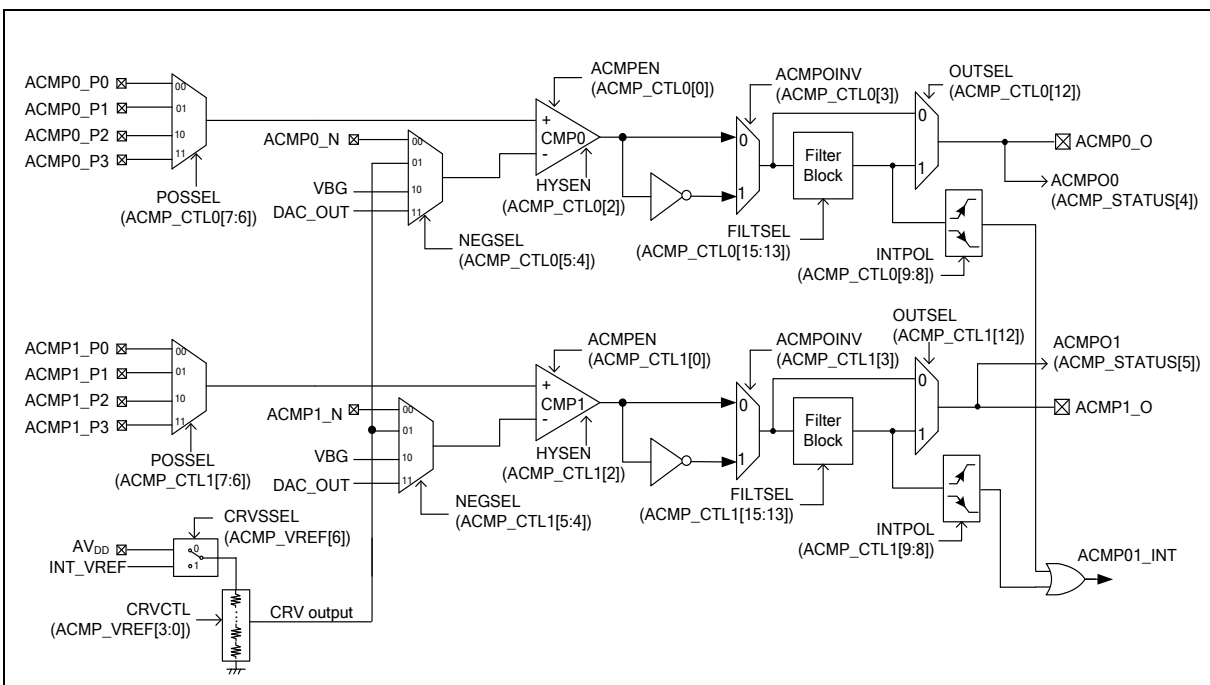 ACMP0_P0
ACMP0_P1
ACMP0_P2
ACMP0_P3
00
01
10
11
POSSEL
(ACMP_CTL0[7:6])
ACMP0_N
VBG
DAC_OUT
00
01
10
11
NEGSEL
(ACMP_CTL0[5:4])
ACMPEN
(ACMP_CTL0[0])
+
CMP0
-
HYSEN
(ACMP_CTL0[2])
ACMPOINV
(ACMP_CTL0[3])
0
1
Filter
Block
FILTSEL
(ACMP_CTL0[15:13])
OUTSEL
(ACMP_CTL0[12])
0
1
ACMP0_O
ACMPO0
(ACMP_STATUS[4])
INTPOL
(ACMP_CTL0[9:8])
ACMP1_P0
ACMP1_P1
ACMP1_P2
ACMP1_P3
00
01
10
11
POSSEL
(ACMP_CTL1[7:6])
ACMP1_N
VBG
DAC_OUT
00
01
10
11
NEGSEL
(ACMP_CTL1[5:4])
ACMPEN
(ACMP_CTL1[0])
+
CMP1
-
HYSEN
(ACMP_CTL1[2])
ACMPOINV
(ACMP_CTL1[3])
0
1
Filter
Block
FILTSEL
(ACMP_CTL1[15:13])
OUTSEL
(ACMP_CTL1[12])
0
1
ACMPO1
(ACMP_STATUS[5])
ACMP1_O
INTPOL
(ACMP_CTL1[9:8])
ACMP01_INT
CRVSSEL
(ACMP_VREF[6])
AVDD
INT_VREF
0
1
CRVCTL
(ACMP_VREF[3:0])
CRV output